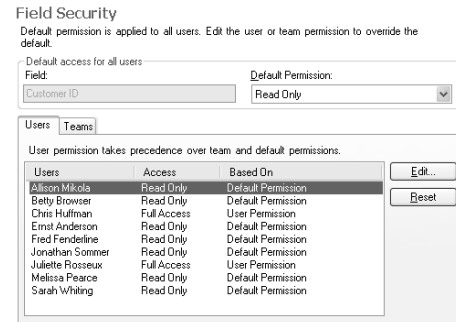 Field Security
Default permission is applied to all users. Edit the user or team permission to override the
default.
Default access for all users
Field:
Default Permission:
Customer ID
Read Only
Users
Teams
User permission takes precedence over team and default permissions.
Users Access Based On
Allison Mikola Read Only Default Permission
Betty Browser Read Only Default Permission
Chris Huffman Full Access User Permission
Ernst Anderson Read Only Default Permission
Fred Fenderline Read Only Default Permission
Jonathan Sommer Read Only Default Permission
Juliette Rosseux Full Access User Permission
Melissa Pearce Read Only Default Permission
Sarah Whiting Read Only Default Permission
Edit...
Reset